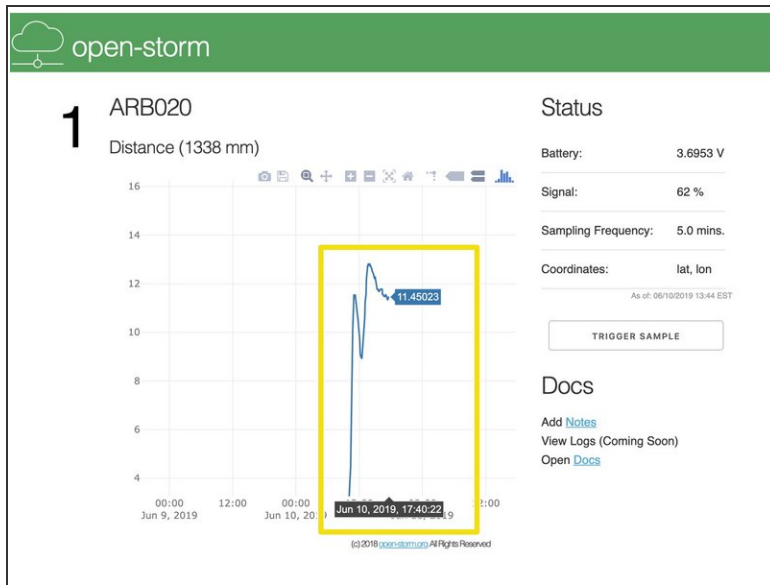 open-storm
1
ARB020
Distance (1338 mm)
16
14
12
10
8
6
4
11.45023
00:00
12:00
00:00
2:00
Jun 9, 2019
Jun 10, 20
2019
Jun 10, 2019, 17:40:22
(c) 2018 open-storm.org All Rights Reserved
Status
Battery: 3.6953 V
Signal: 62 %
Sampling Frequency: 5.0 mins.
Coordinates: lat, lon
As of: 06/10/2019 13:44 EST
TRIGGER SAMPLE
Docs
Add Notes
View Logs (Coming Soon)
Open Docs